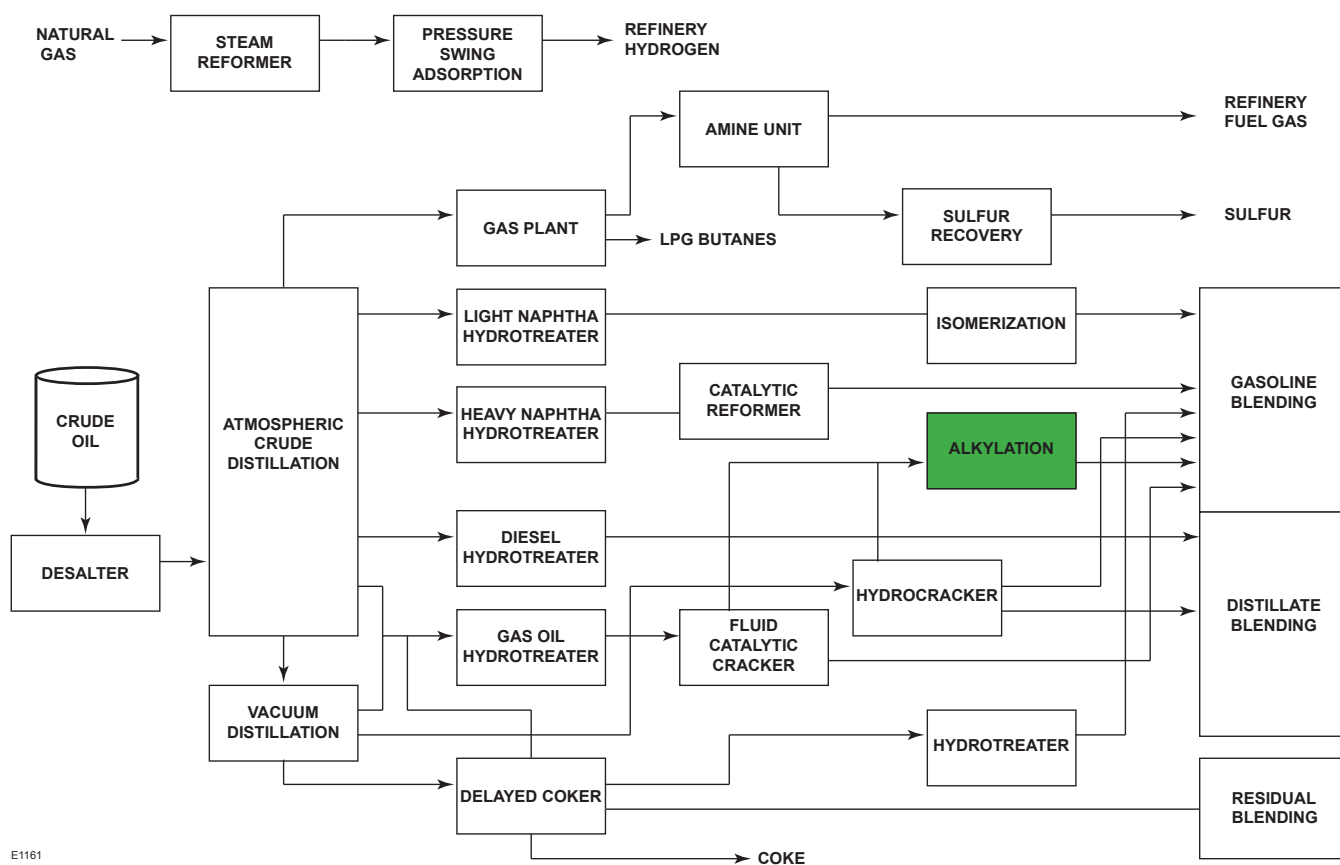 NATURAL
GAS
STEAM
REFORMER
PRESSURE
SWING
ADSORPTION
REFINERY
HYDROGEN
AMINE UNIT
REFINERY
FUEL GAS
GAS PLANT
LPG BUTANES
SULFUR
RECOVERY
SULFUR
LIGHT NAPHTHA
HYDROTREATER
ISOMERIZATION
CRUDE
OIL
ATMOSPHERIC
CRUDE
DISTILLATION
HEAVY NAPHTHA
HYDROTREATER
CATALYTIC
REFORMER
GASOLINE
BLENDING
ALKYLATION
DESALTER
DIESEL
HYDROTREATER
HYDROCRACKER
DISTILLATE
BLENDING
GAS OIL
HYDROTREATER
FLUID
CATALYTIC
CRACKER
VACUUM
DISTILLATION
HYDROTREATER
DELAYED COKER
RESIDUAL
BLENDING
COKE
E1161